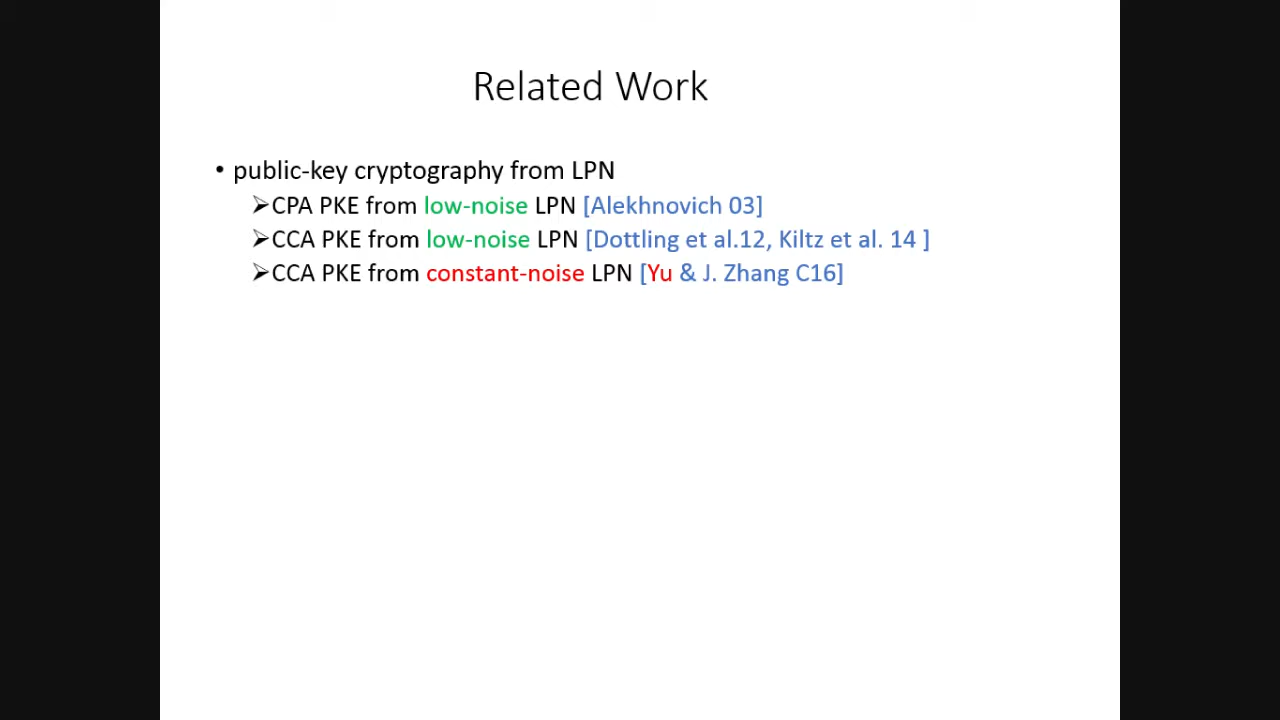 Related Work
• public-key cryptography from LPN
➢CPA PKE from low-noise LPN [Alekhnovich 03]
➢CCA PKE from low-noise LPN [Dottling et al.12, Kiltz et al. 14 ]
➢CCA PKE from constant-noise LPN [Yu & J. Zhang C16]